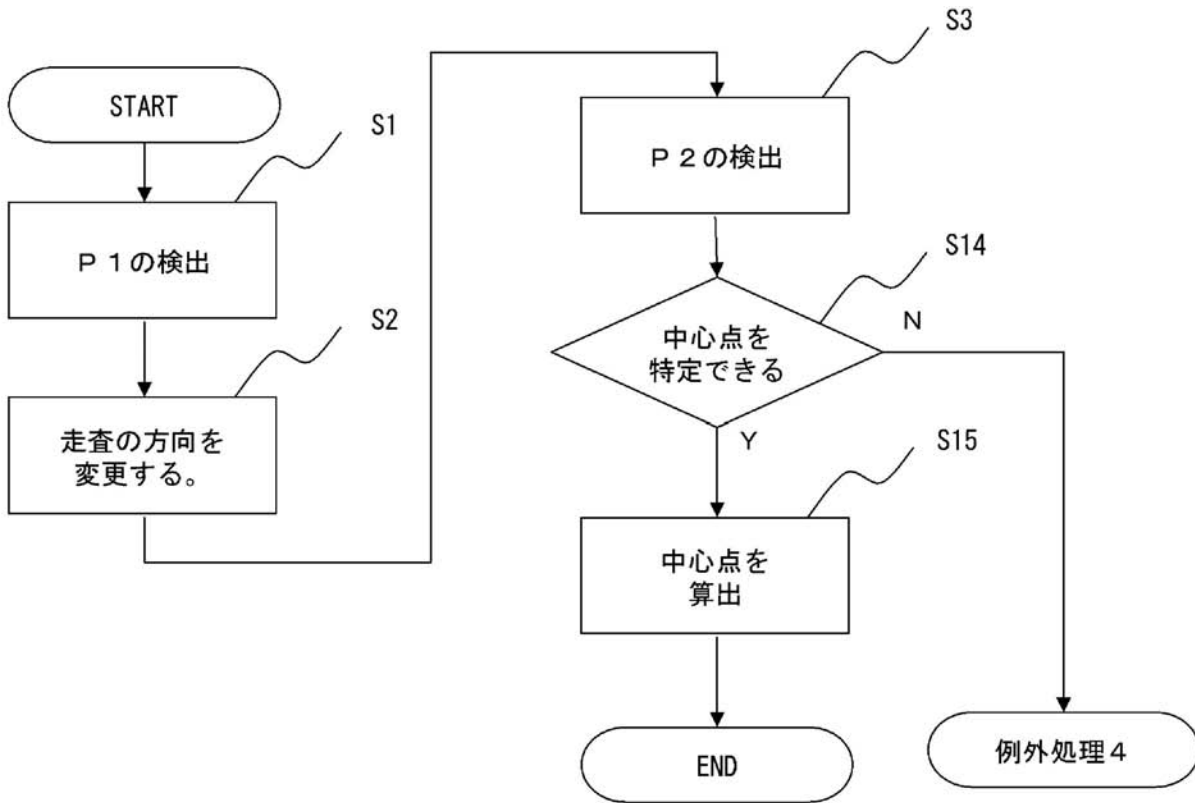 START
S1
P1の検出
S2
走査の方向を
変更する。
S3
P2の検出
S14
中心点を
特定できる
N
Y
S15
中心点を
算出
END
例外処理4